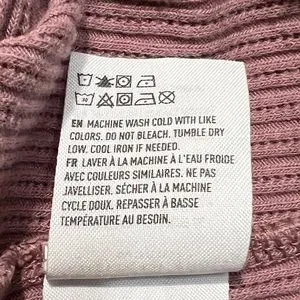 EN MACHINE WASH COLD WITH LIKE
COLORS. DO NOT BLEACH. TUMBLE DRY
LOW. COOL IRON IF NEEDED.
FR LAVER À LA MACHINE À L'EAU FROIDE
AVEC COULEURS SIMILAIRES. NE PAS
JAVELLISER. SÉCHER À LA MACHINE
CYCLE DOUX. REPASSER À BASSE
TEMPÉRATURE AU BESOIN.